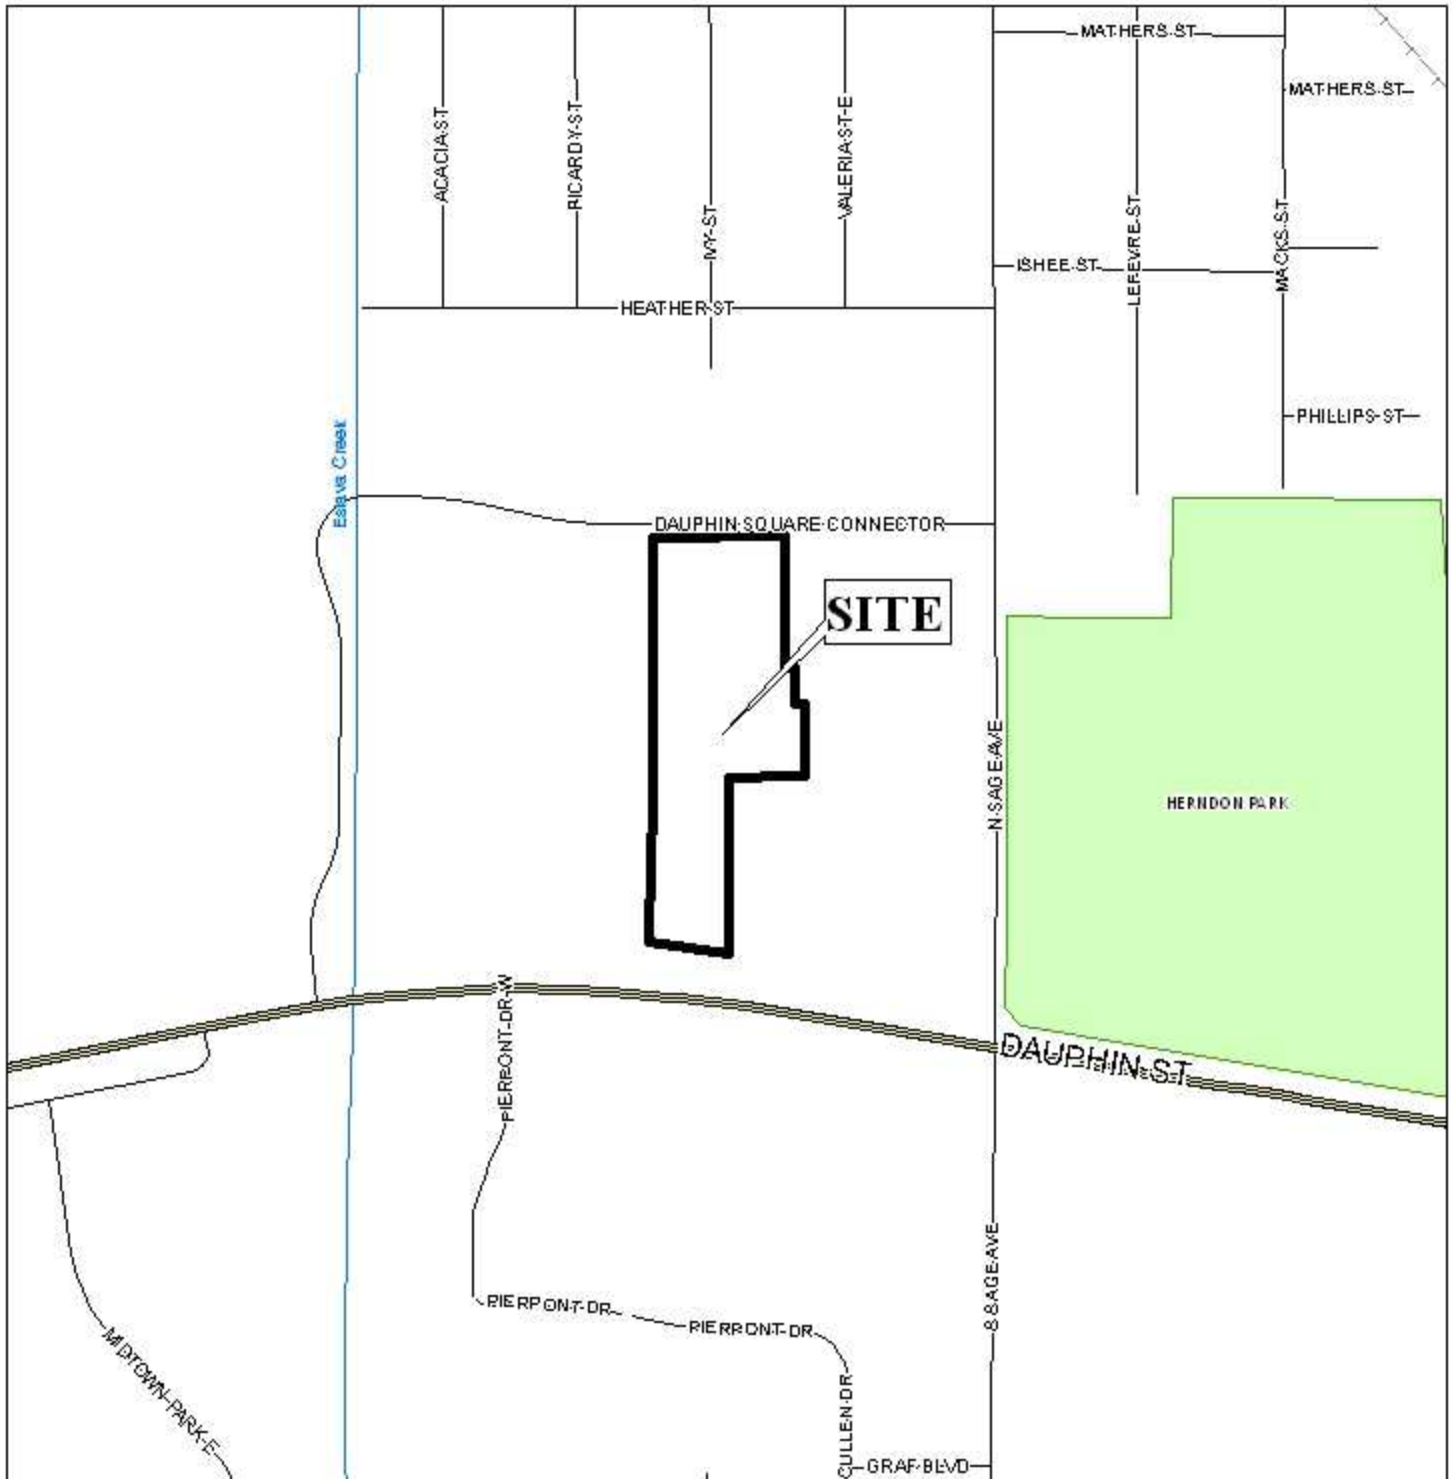 MATHERS ST
MATHERS ST
ACACIA ST
PICARDY ST
IVY ST
VALERIA ST E
LEFEVRE ST
MACKS ST
ISHEE ST
HEATHER ST
PHILLIPS ST
Eslava Creek
DAUPHIN SQUARE CONNECTOR
SITE
N SAGE AVE
HERNDON PARK
PIERPONT DR W
DAUPHIN ST
S SAGE AVE
PIERPONT DR
PIERPONT DR
MIDTOWN PARK E
CULLEN DR
GRAF BLVD